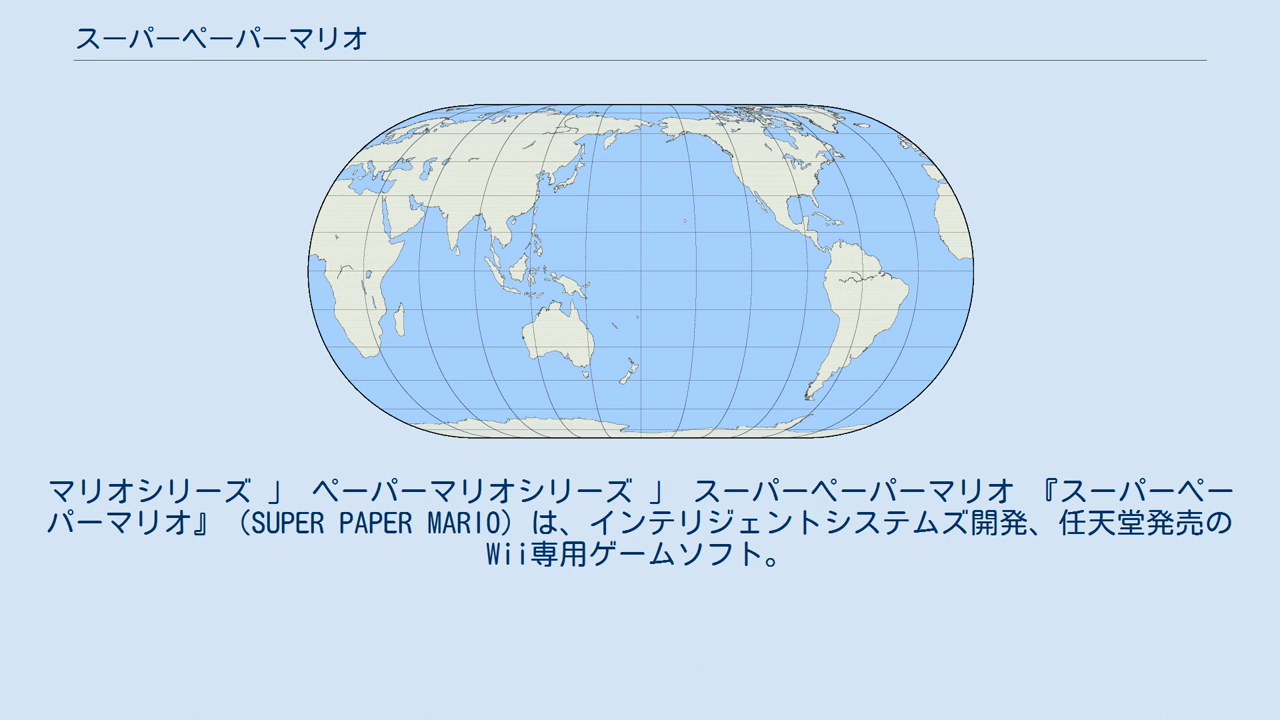 スーパーペーパーマリオ
マリオシリーズ 」 ペーパーマリオシリーズ 」 スーパーペーパーマリオ 『スーパーペー
パーマリオ』（SUPER PAPER MARIO）は、インテリジェントシステムズ開発、任天堂発売の
Wii専用ゲームソフト。